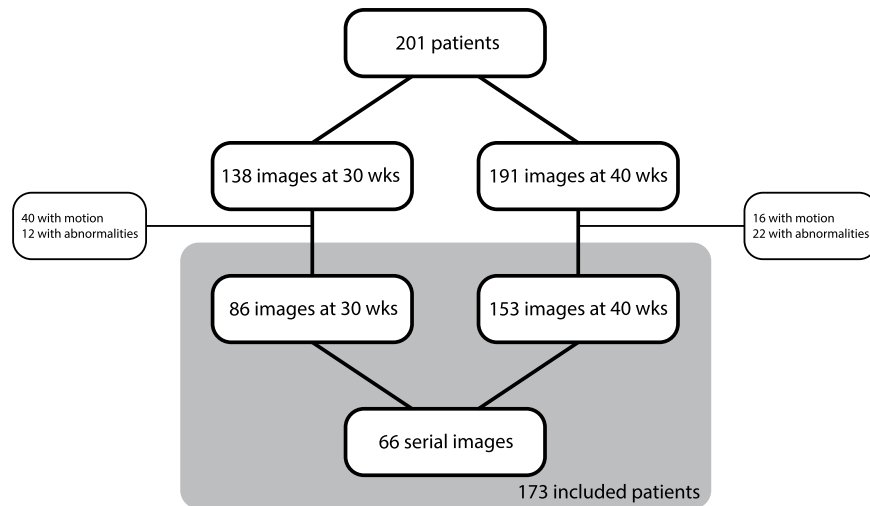 201 patients
138 images at 30 wks
191 images at 40 wks
40 with motion
12 with abnormalities
16 with motion
22 with abnormalities
86 images at 30 wks
153 images at 40 wks
66 serial images
173 included patients